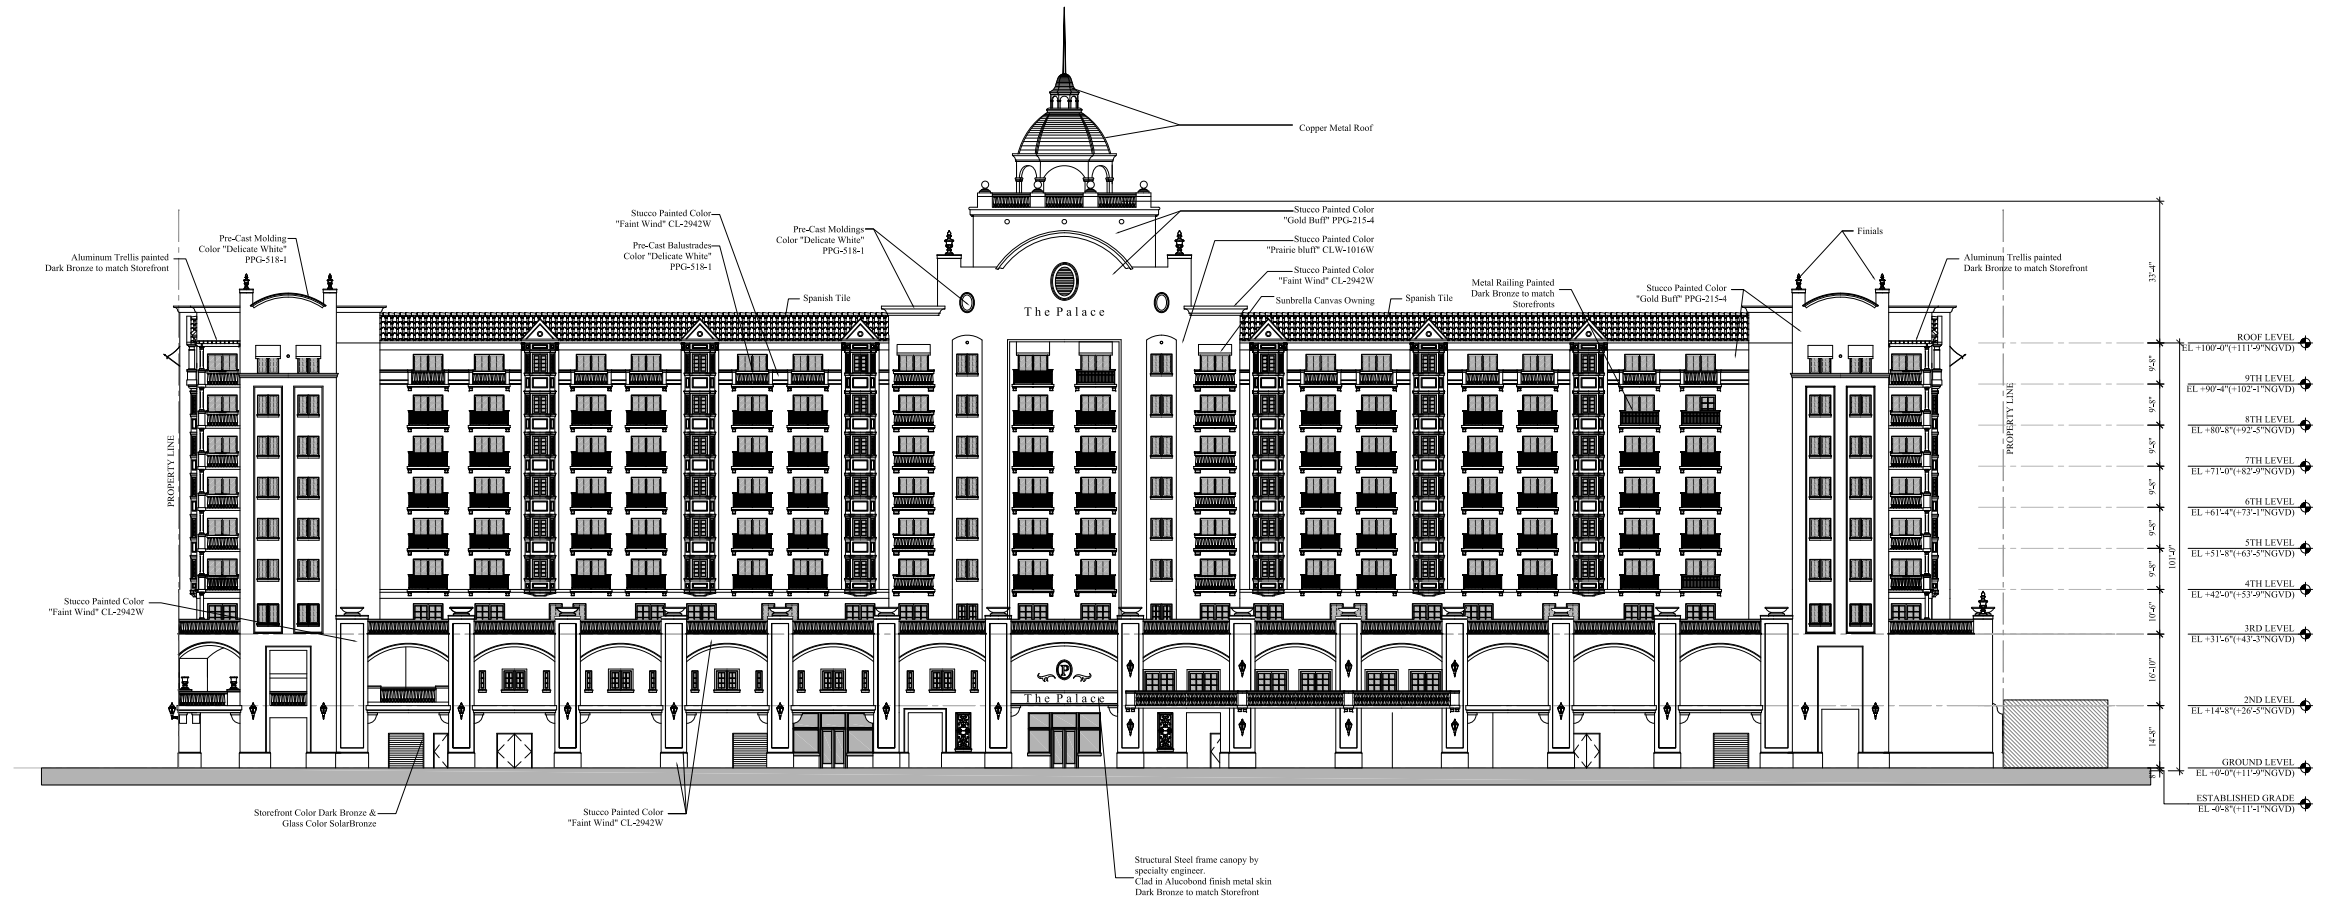 Copper Metal Roof
Stucco Painted Color
"Faint Wind" CL-2942W
Pre-Cast Balustrades
Color "Delicate White"
PPG-518-1
Pre-Cast Moldings
Color "Delicate White"
PPG-518-1
Stucco Painted Color
"Gold Buff" PPG-215-4
Stucco Painted Color
"Prairie bluff" CLW-1016W
Stucco Painted Color
"Faint Wind" CL-2942W
Sunbrella Canvas Owning
Pre-Cast Molding
Color "Delicate White"
PPG-518-1
Aluminum Trellis painted
Dark Bronze to match Storefront
Spanish Tile
Spanish Tile
Metal Railing Painted
Dark Bronze to match
Storefronts
Stucco Painted Color
"Gold Buff" PPG-215-4
Finials
Aluminum Trellis painted
Dark Bronze to match Storefront
The Palace
33'-4"
ROOF LEVEL
EL +100'-0"(+111'-9"NGVD)
9'-8"
9TH LEVEL
EL +90'-4"(+102'-1"NGVD)
9'-8"
8TH LEVEL
EL +80'-8"(+92'-5"NGVD)
9'-8"
7TH LEVEL
EL +71'-0"(+82'-9"NGVD)
9'-8"
6TH LEVEL
EL +61'-4"(+73'-1"NGVD)
9'-8"
5TH LEVEL
EL +51'-8"(+63'-5"NGVD)
9'-8"
4TH LEVEL
EL +42'-0"(+53'-9"NGVD)
10'-6"
3RD LEVEL
EL +31'-6"(+43'-3"NGVD)
16'-10"
2ND LEVEL
EL +14'-8"(+26'-5"NGVD)
14'-8"
GROUND LEVEL
EL +0'-0"(+11'-9"NGVD)
8"
ESTABLISHED GRADE
EL -0'-8"(+11'-1"NGVD)
101'-0"
PROPERTY LINE
PROPERTY LINE
Stucco Painted Color
"Faint Wind" CL-2942W
P
The Palace
Storefront Color Dark Bronze &
Glass Color SolarBronze
Stucco Painted Color
"Faint Wind" CL-2942W
Structural Steel frame canopy by
specialty engineer.
Clad in Alucobond finish metal skin
Dark Bronze to match Storefront